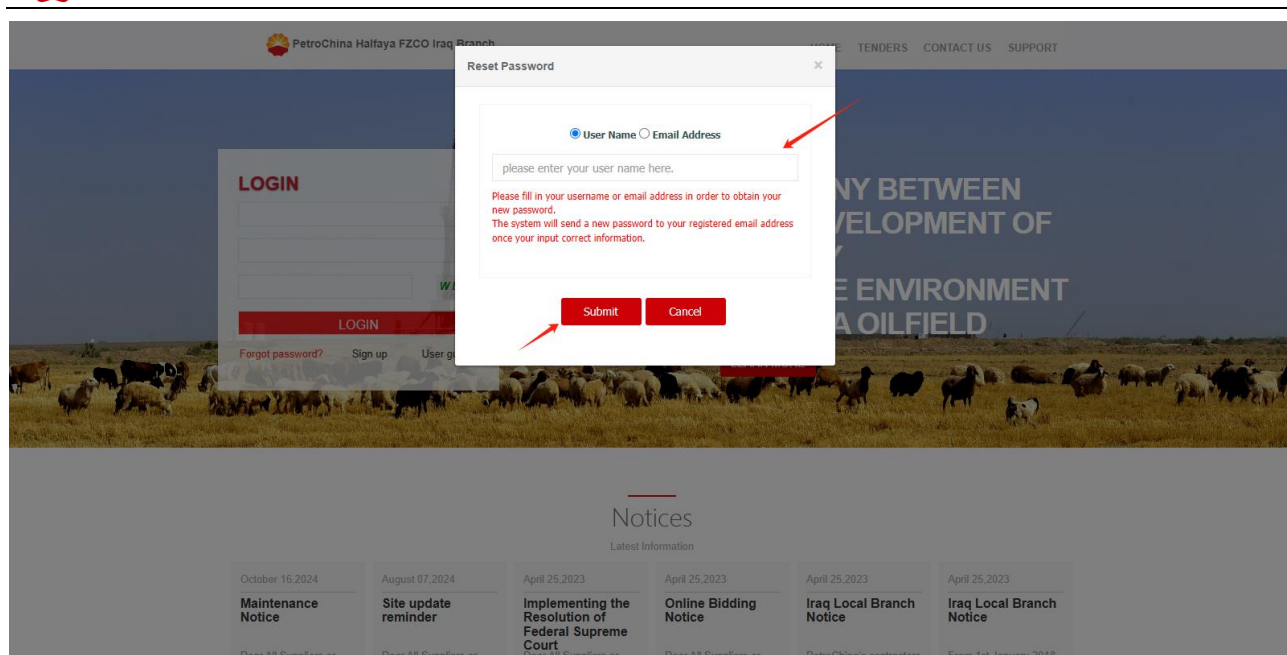 PetroChina Halfaya FZCO Iraq Branch
HOME TENDERS CONTACT US SUPPORT
Reset Password
×
User Name Email Address
please enter your user name here.
Please fill in your username or email address in order to obtain your
new password.
The system will send a new password to your registered email address
once your input correct information.
Submit Cancel
LOGIN
LOGIN
Forgot password? Sign up User
NY BETWEEN
VELOPMENT OF
Y
E ENVIRONMENT
A OILFIELD
Notices
Latest Information
October 16,2024
Maintenance
Notice
August 07,2024
Site update
reminder
April 25,2023
Implementing the
Resolution of
Federal Supreme
Court
April 25,2023
Online Bidding
Notice
April 25,2023
Iraq Local Branch
Notice
April 25,2023
Iraq Local Branch
Notice